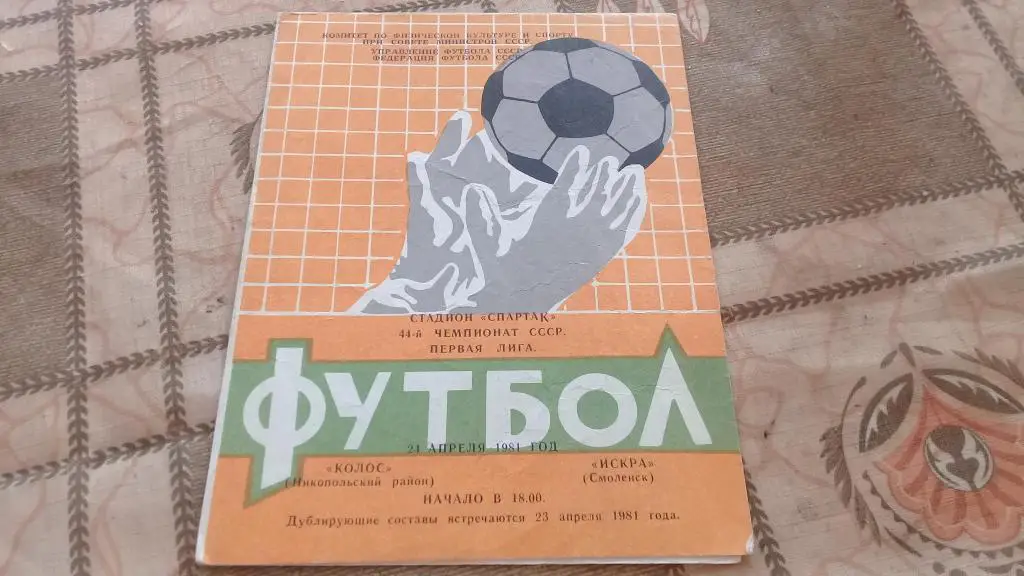 КОМИТЕТ ПО ФИЗИЧЕСКОЙ КУЛЬТУРЕ И СПОРТУ
ПРИ СОВЕТЕ МИНИСТРОВ СССР
УПРАВЛЕНИЕ ФУТБОЛА СССР
ФЕДЕРАЦИЯ ФУТБОЛА СССР
СТАДИОН «СПАРТАК»
44-й ЧЕМПИОНАТ СССР.
ПЕРВАЯ ЛИГА.
ФУТБОЛ
24 АПРЕЛЯ 1981 ГОД
«КОЛОС» «ИСКРА»
(Никопольский район) (Смоленск)
НАЧАЛО В 18.00.
Дублирующие составы встречаются 23 апреля 1981 года.